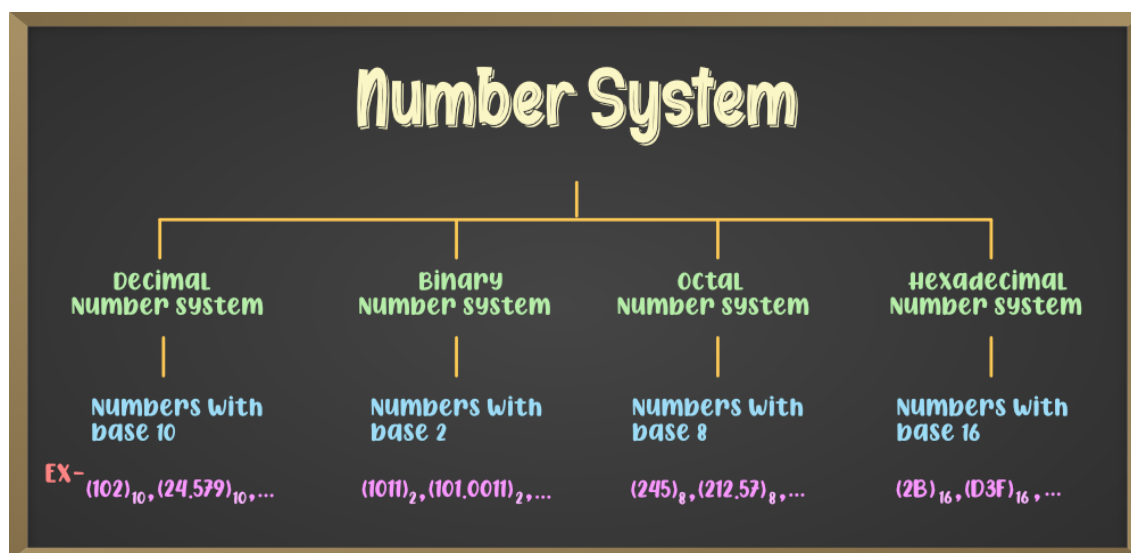 Number System
Decimal
Number System
Binary
Number System
Octal
Number System
Hexadecimal
Number System
Numbers with
base 10
Numbers with
base 2
Numbers with
base 8
Numbers with
base 16
EX-
(102)₁₀, (24.579)₁₀, ...
(1011)₂, (101.0011)₂, ...
(245)₈, (212.57)₈, ...
(2B)₁₆, (D3F)₁₆, ...